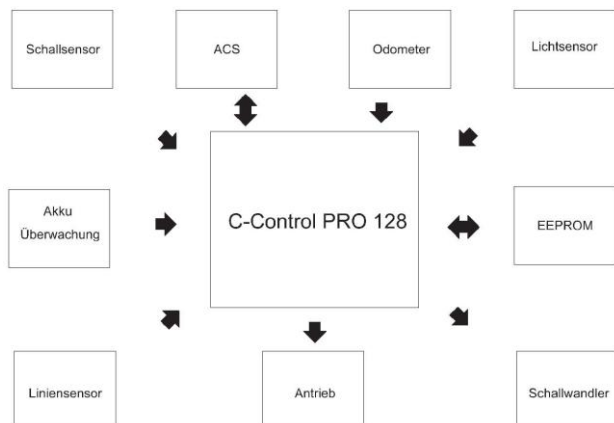 Schallsensor
ACS
Odometer
Lichtsensor
Akku
Überwachung
C-Control PRO 128
EEPROM
Liniensensor
Antrieb
Schallwandler